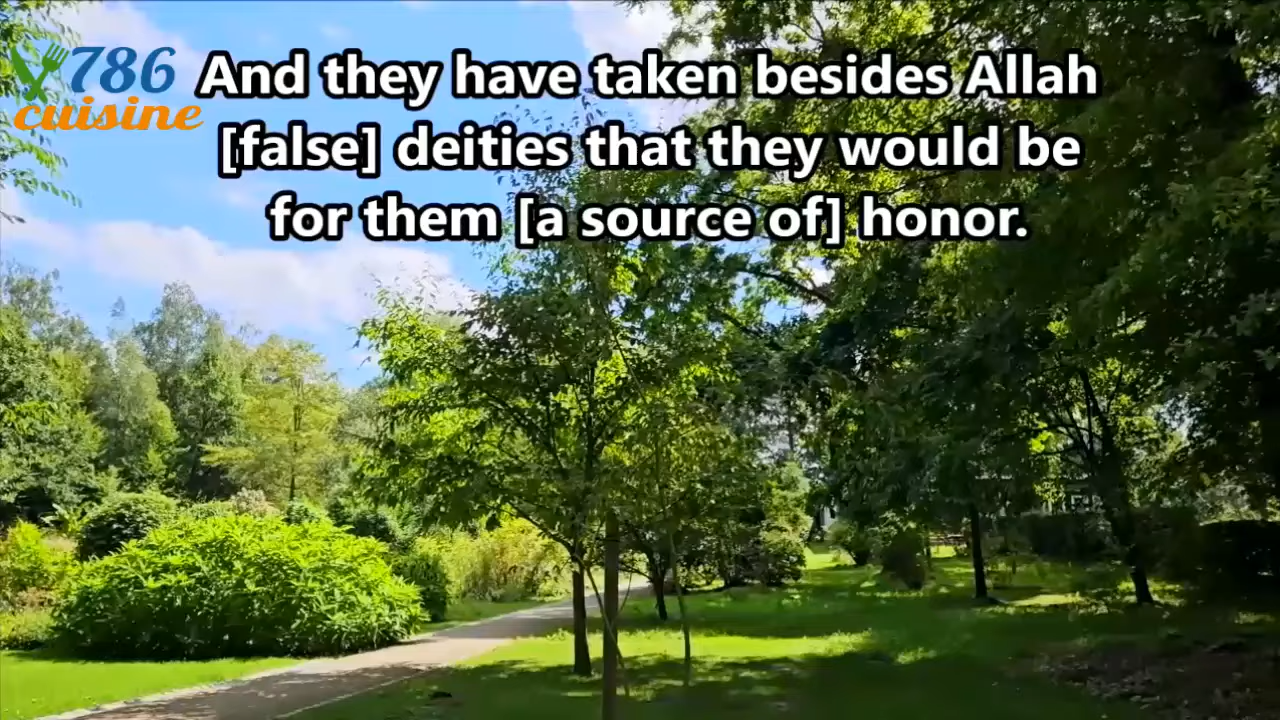 786
cuisine
And they have taken besides Allah
[false] deities that they would be
for them [a source of] honor.